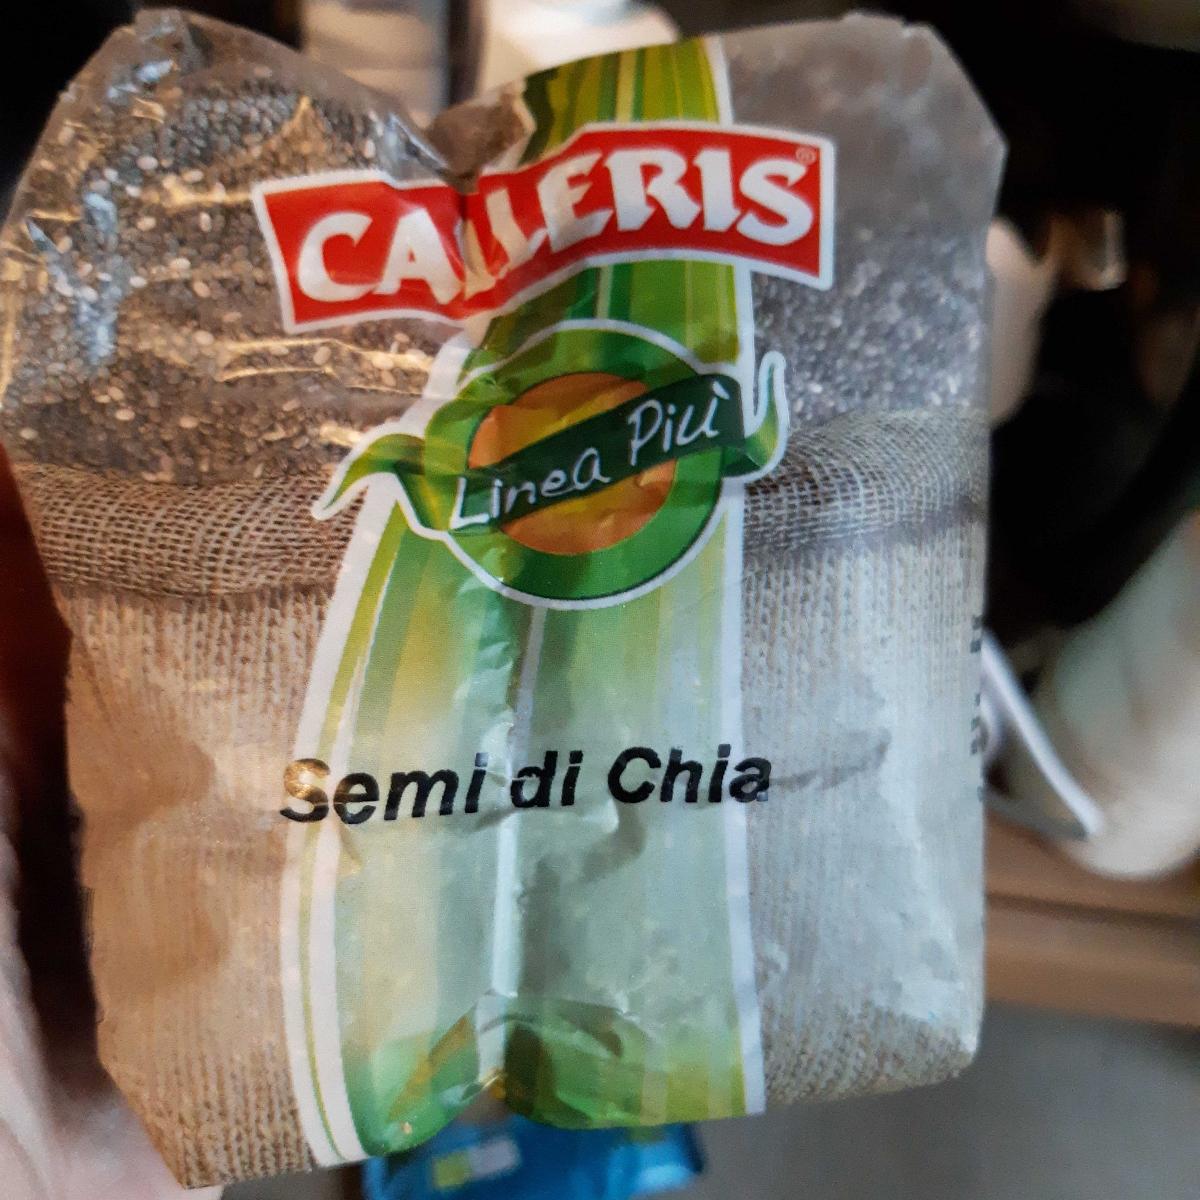 CALLERIS®
Linea Più
Semi di Chia